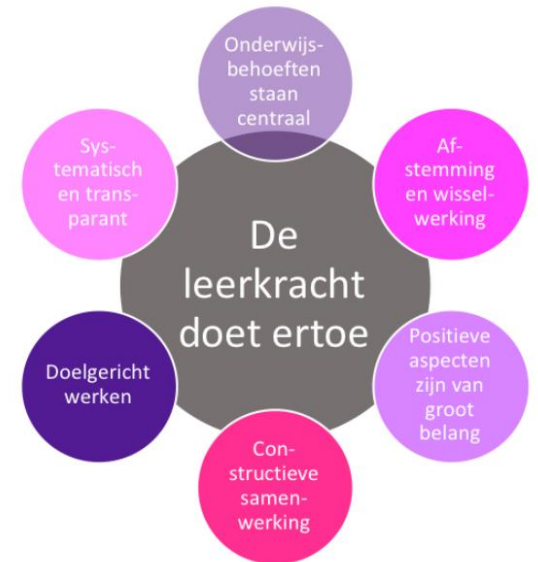 Onderwijs-
behoeften
staan
centraal
Af-
stemming
en wissel-
werking
Positieve
aspecten
zijn van
groot
belang
Con-
structieve
samen-
werking
Doelgericht
werken
Sys-
tematisch
en trans-
parant
De
leerkracht
doet ertoe